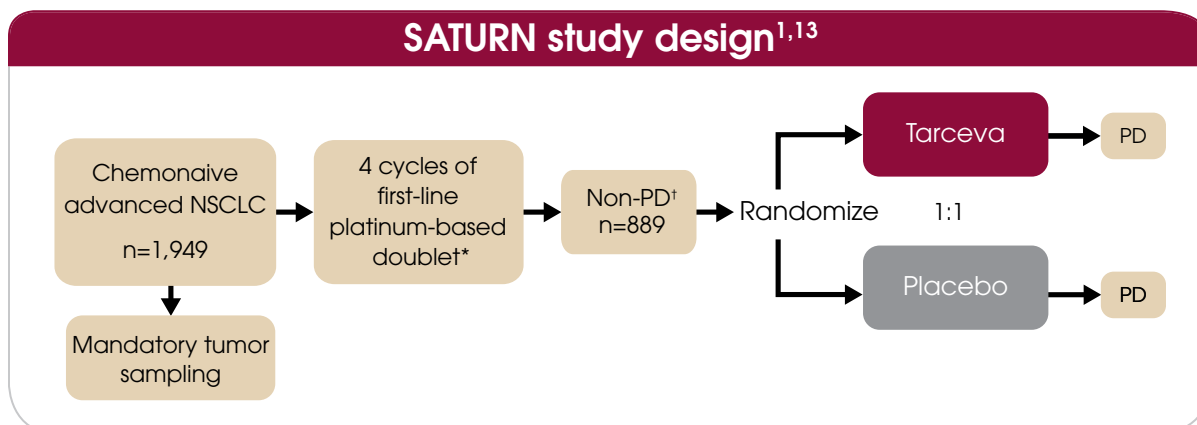 SATURN study design1,13
Chemonaive
advanced NSCLC
n=1,949
Mandatory tumor
sampling
4 cycles of
first-line
platinum-based
doublet*
Non-PD†
n=889
Randomize
1:1
Tarceva
PD
Placebo
PD